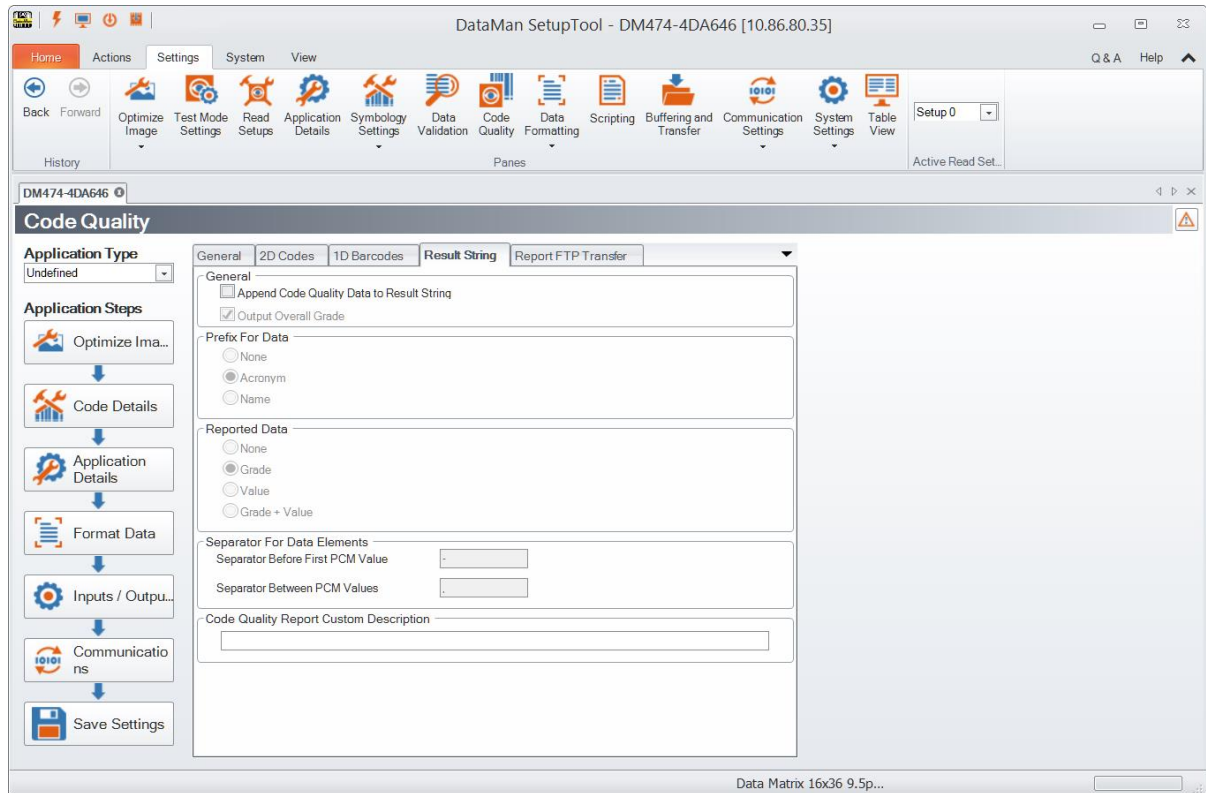 DataMan SetupTool - DM474-4DA646 [10.86.80.35]
Home Actions Settings System View Q & A Help
Back Forward
Optimize Image
Test Mode Settings
Read Setups
Application Details
Symbology Settings
Data Validation
Code Quality
Data Formatting
Scripting
Buffering and Transfer
Communication Settings
System Settings
Table View
Setup 0
History
Panes
Active Read Set...
DM474-4DA646
Code Quality
Application Type
Undefined
Application Steps
Optimize Ima...
Code Details
Application
Details
Format Data
Inputs / Outpu...
Communicatio
ns
Save Settings
General 2D Codes 1D Barcodes Result String Report FTP Transfer
General
Append Code Quality Data to Result String
Output Overall Grade
Prefix For Data
None
Acronym
Name
Reported Data
None
Grade
Value
Grade + Value
Separator For Data Elements
Separator Before First PCM Value -
Separator Between PCM Values
Code Quality Report Custom Description
Data Matrix 16x36 9.5p...